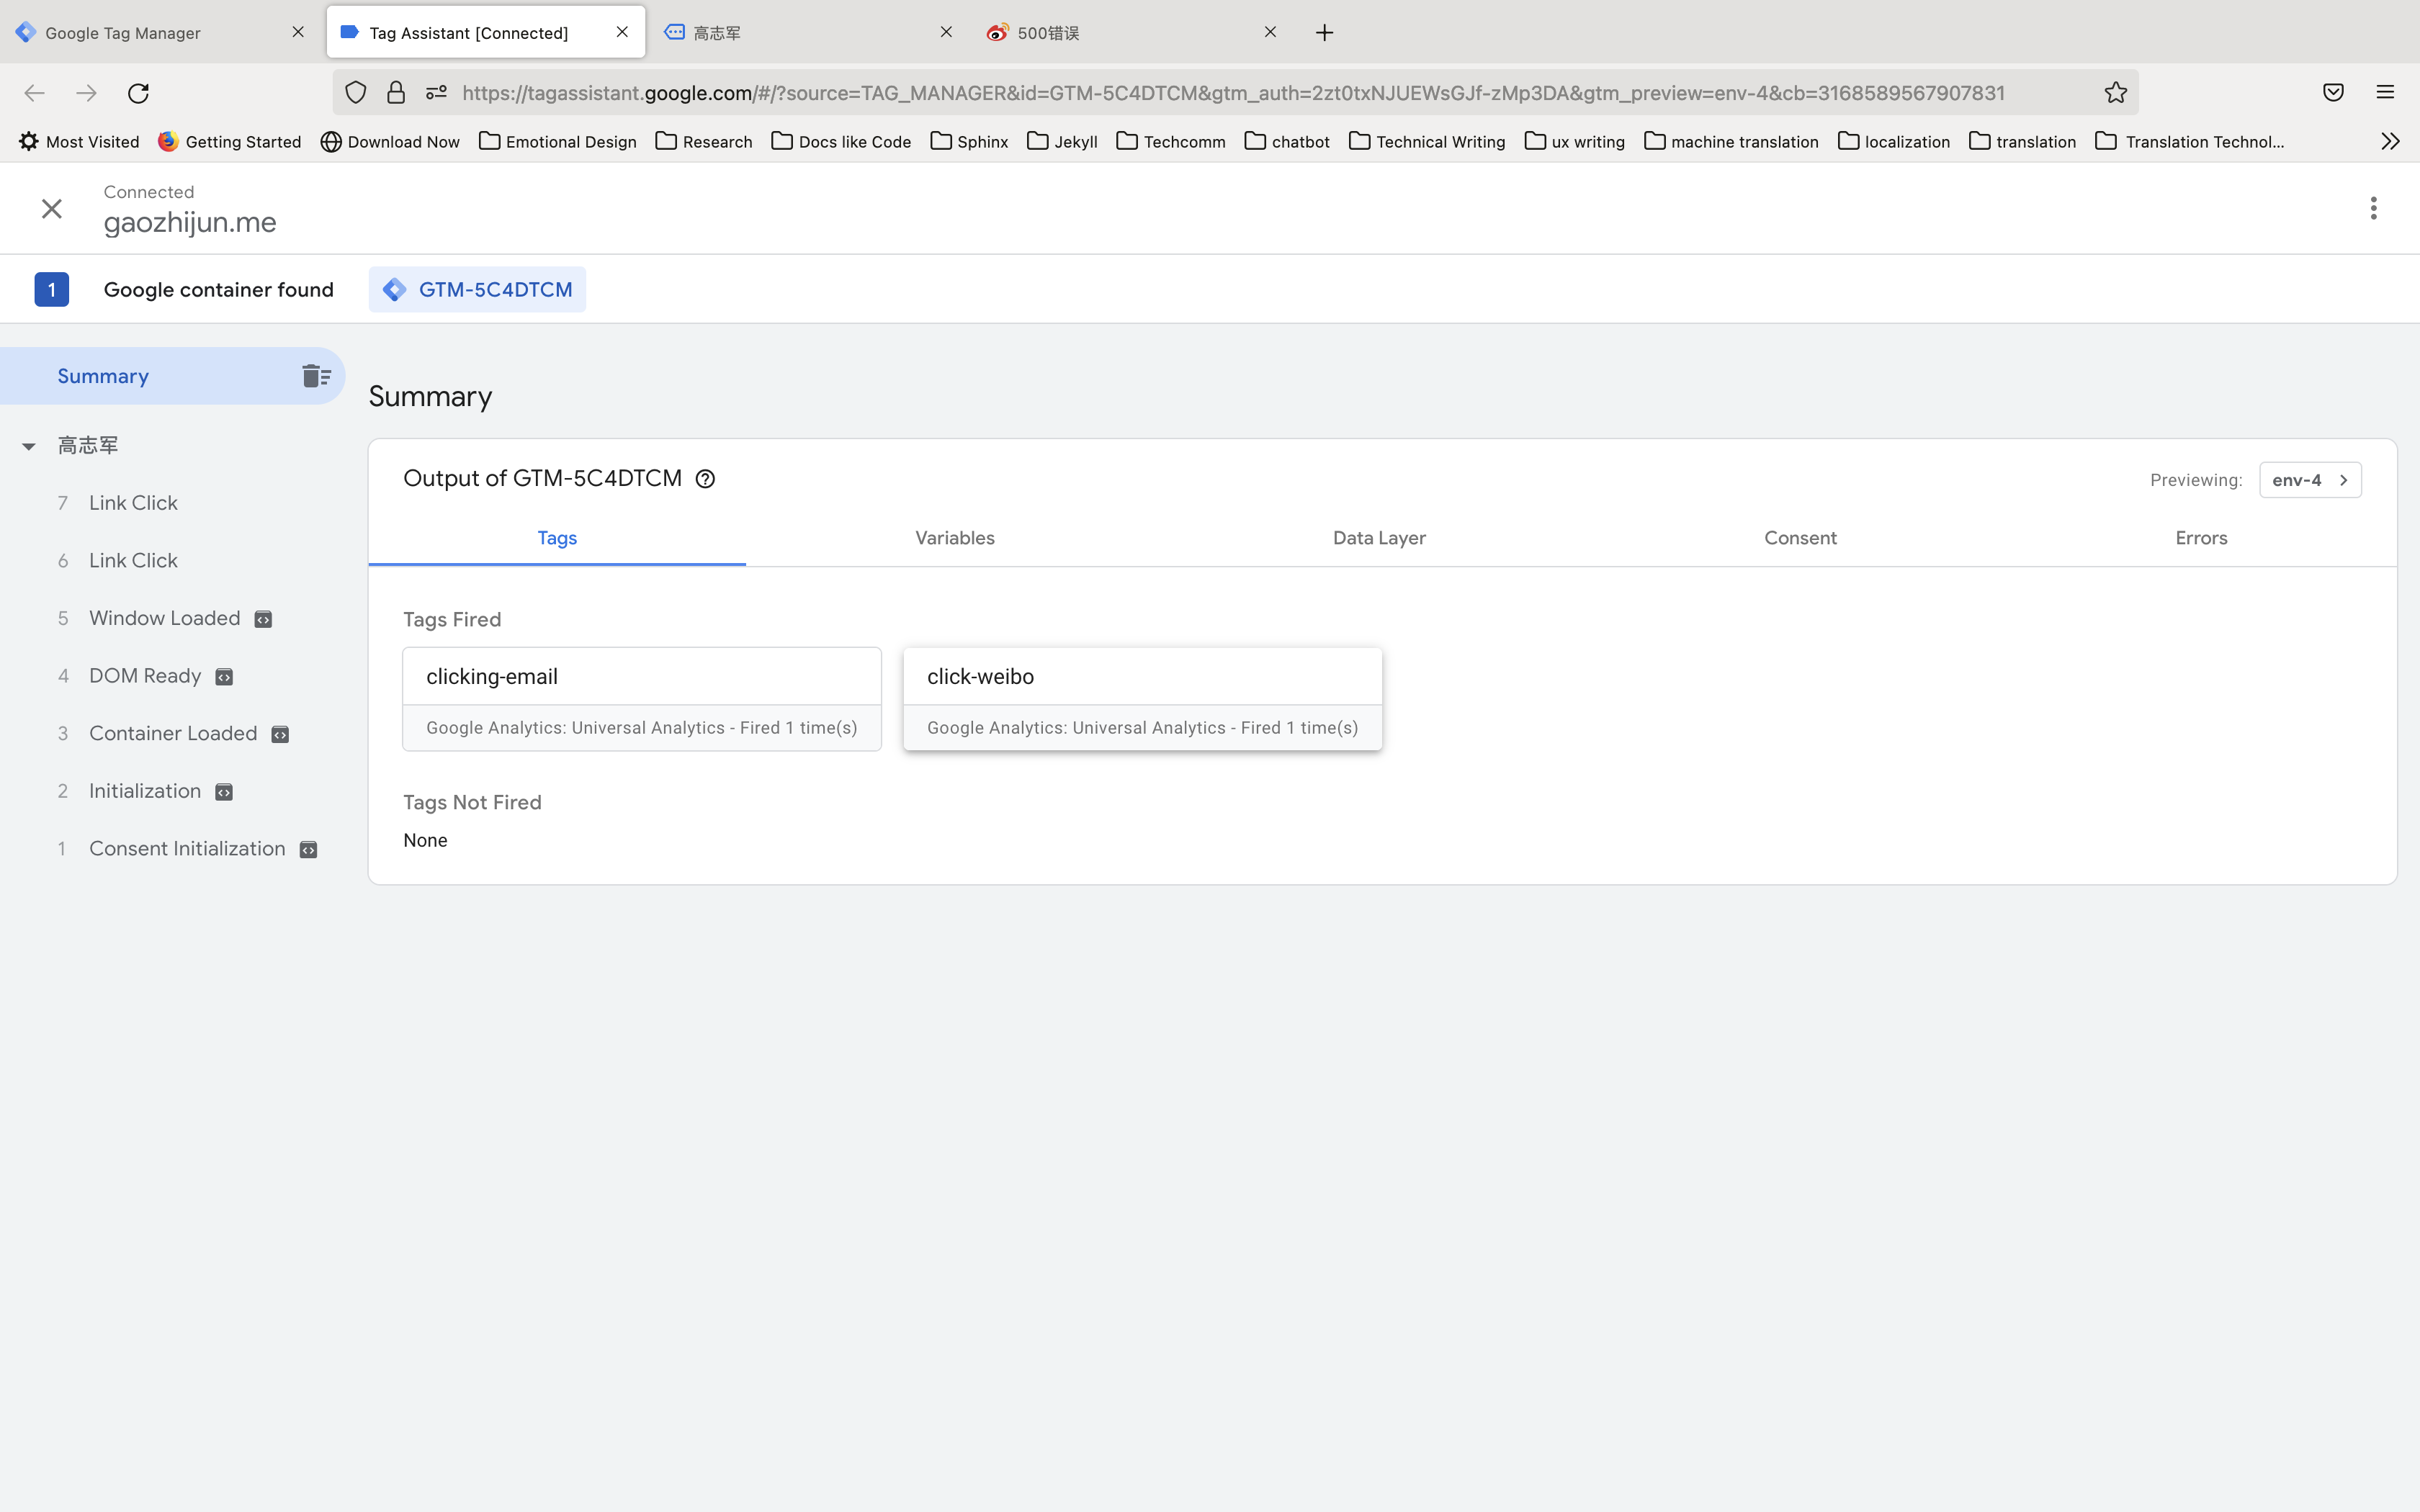 Google Tag Manager
Tag Assistant [Connected]
高志军
500错误
https://tagassistant.google.com/#/?source=TAG_MANAGER&id=GTM-5C4DTCM&gtm_auth=2zt0txNJUEWsGJf-zMp3DA&gtm_preview=env-4&cb=3168589567907831
Most Visited Getting Started Download Now Emotional Design Research Docs like Code Sphinx Jekyll Techcomm chatbot Technical Writing ux writing machine translation localization translation Translation Technol...
Connected
gaozhijun.me
1 Google container found GTM-5C4DTCM
Summary
高志军
7 Link Click
6 Link Click
5 Window Loaded
4 DOM Ready
3 Container Loaded
2 Initialization
1 Consent Initialization
Summary
Output of GTM-5C4DTCM
Previewing: env-4
Tags Variables Data Layer Consent Errors
Tags Fired
clicking-email
Google Analytics: Universal Analytics - Fired 1 time(s)
click-weibo
Google Analytics: Universal Analytics - Fired 1 time(s)
Tags Not Fired
None